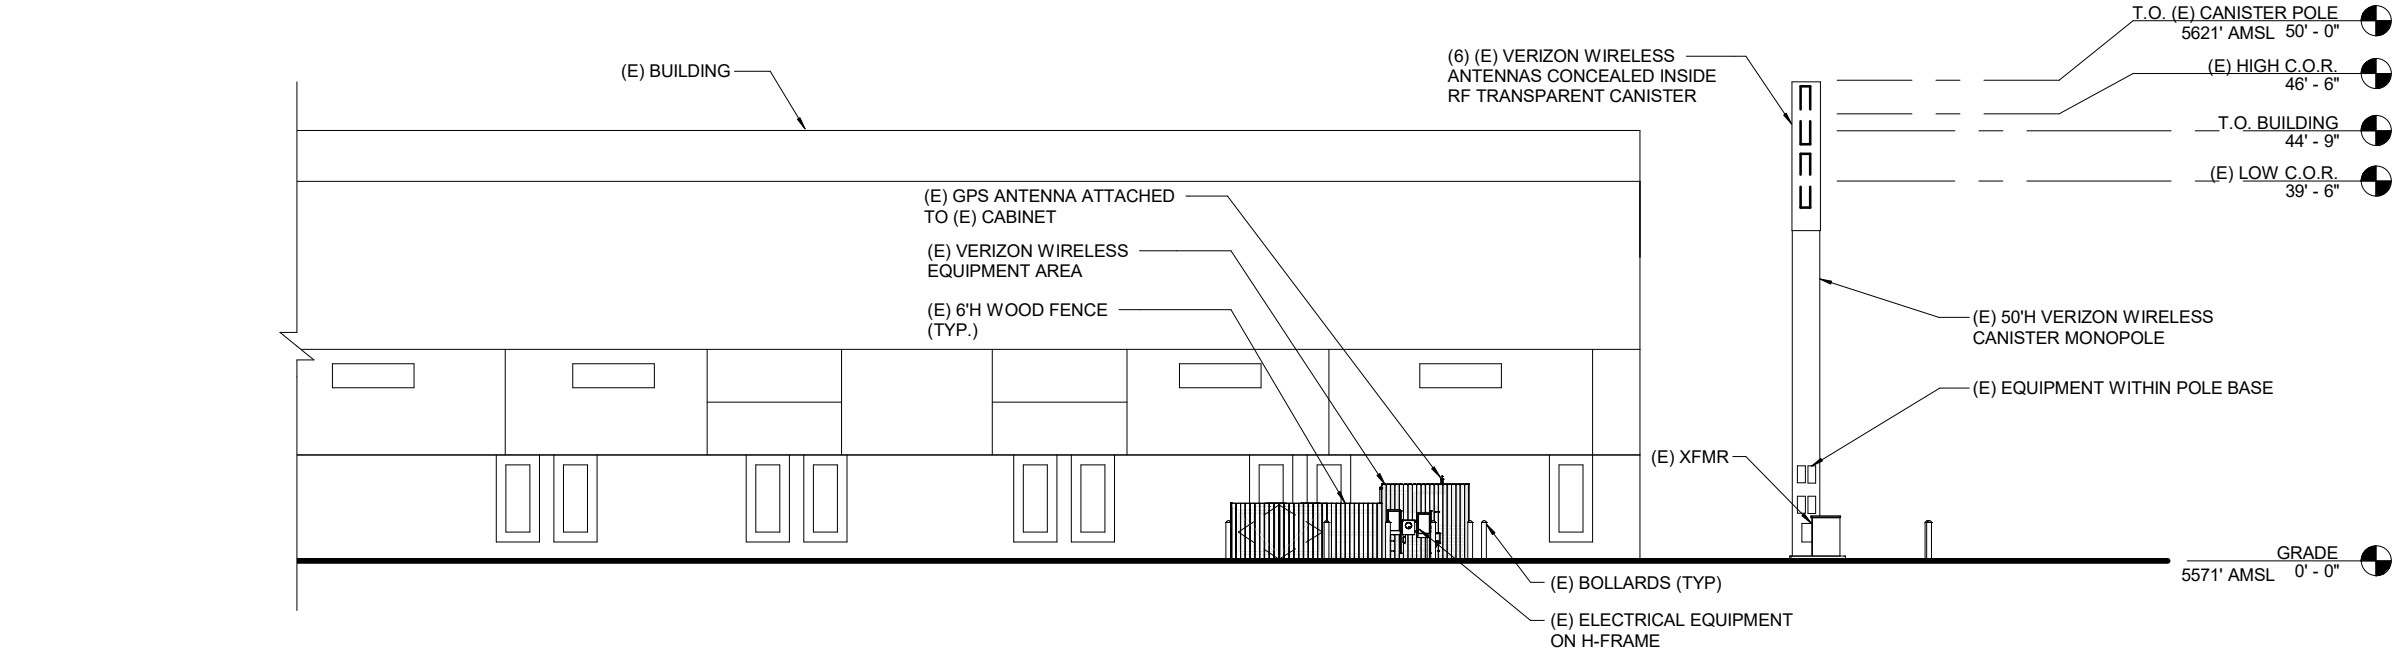 T.O. (E) CANISTER POLE
5621' AMSL 50' - 0"
(6) (E) VERIZON WIRELESS
ANTENNAS CONCEALED INSIDE
RF TRANSPARENT CANISTER
(E) HIGH C.O.R.
46' - 6"
(E) BUILDING
T.O. BUILDING
44' - 9"
(E) LOW C.O.R.
39' - 6"
(E) GPS ANTENNA ATTACHED
TO (E) CABINET
(E) VERIZON WIRELESS
EQUIPMENT AREA
(E) 6'H WOOD FENCE
(TYP.)
(E) 50'H VERIZON WIRELESS
CANISTER MONOPOLE
(E) EQUIPMENT WITHIN POLE BASE
(E) XFMR
GRADE
5571' AMSL 0' - 0"
(E) BOLLARDS (TYP)
(E) ELECTRICAL EQUIPMENT
ON H-FRAME